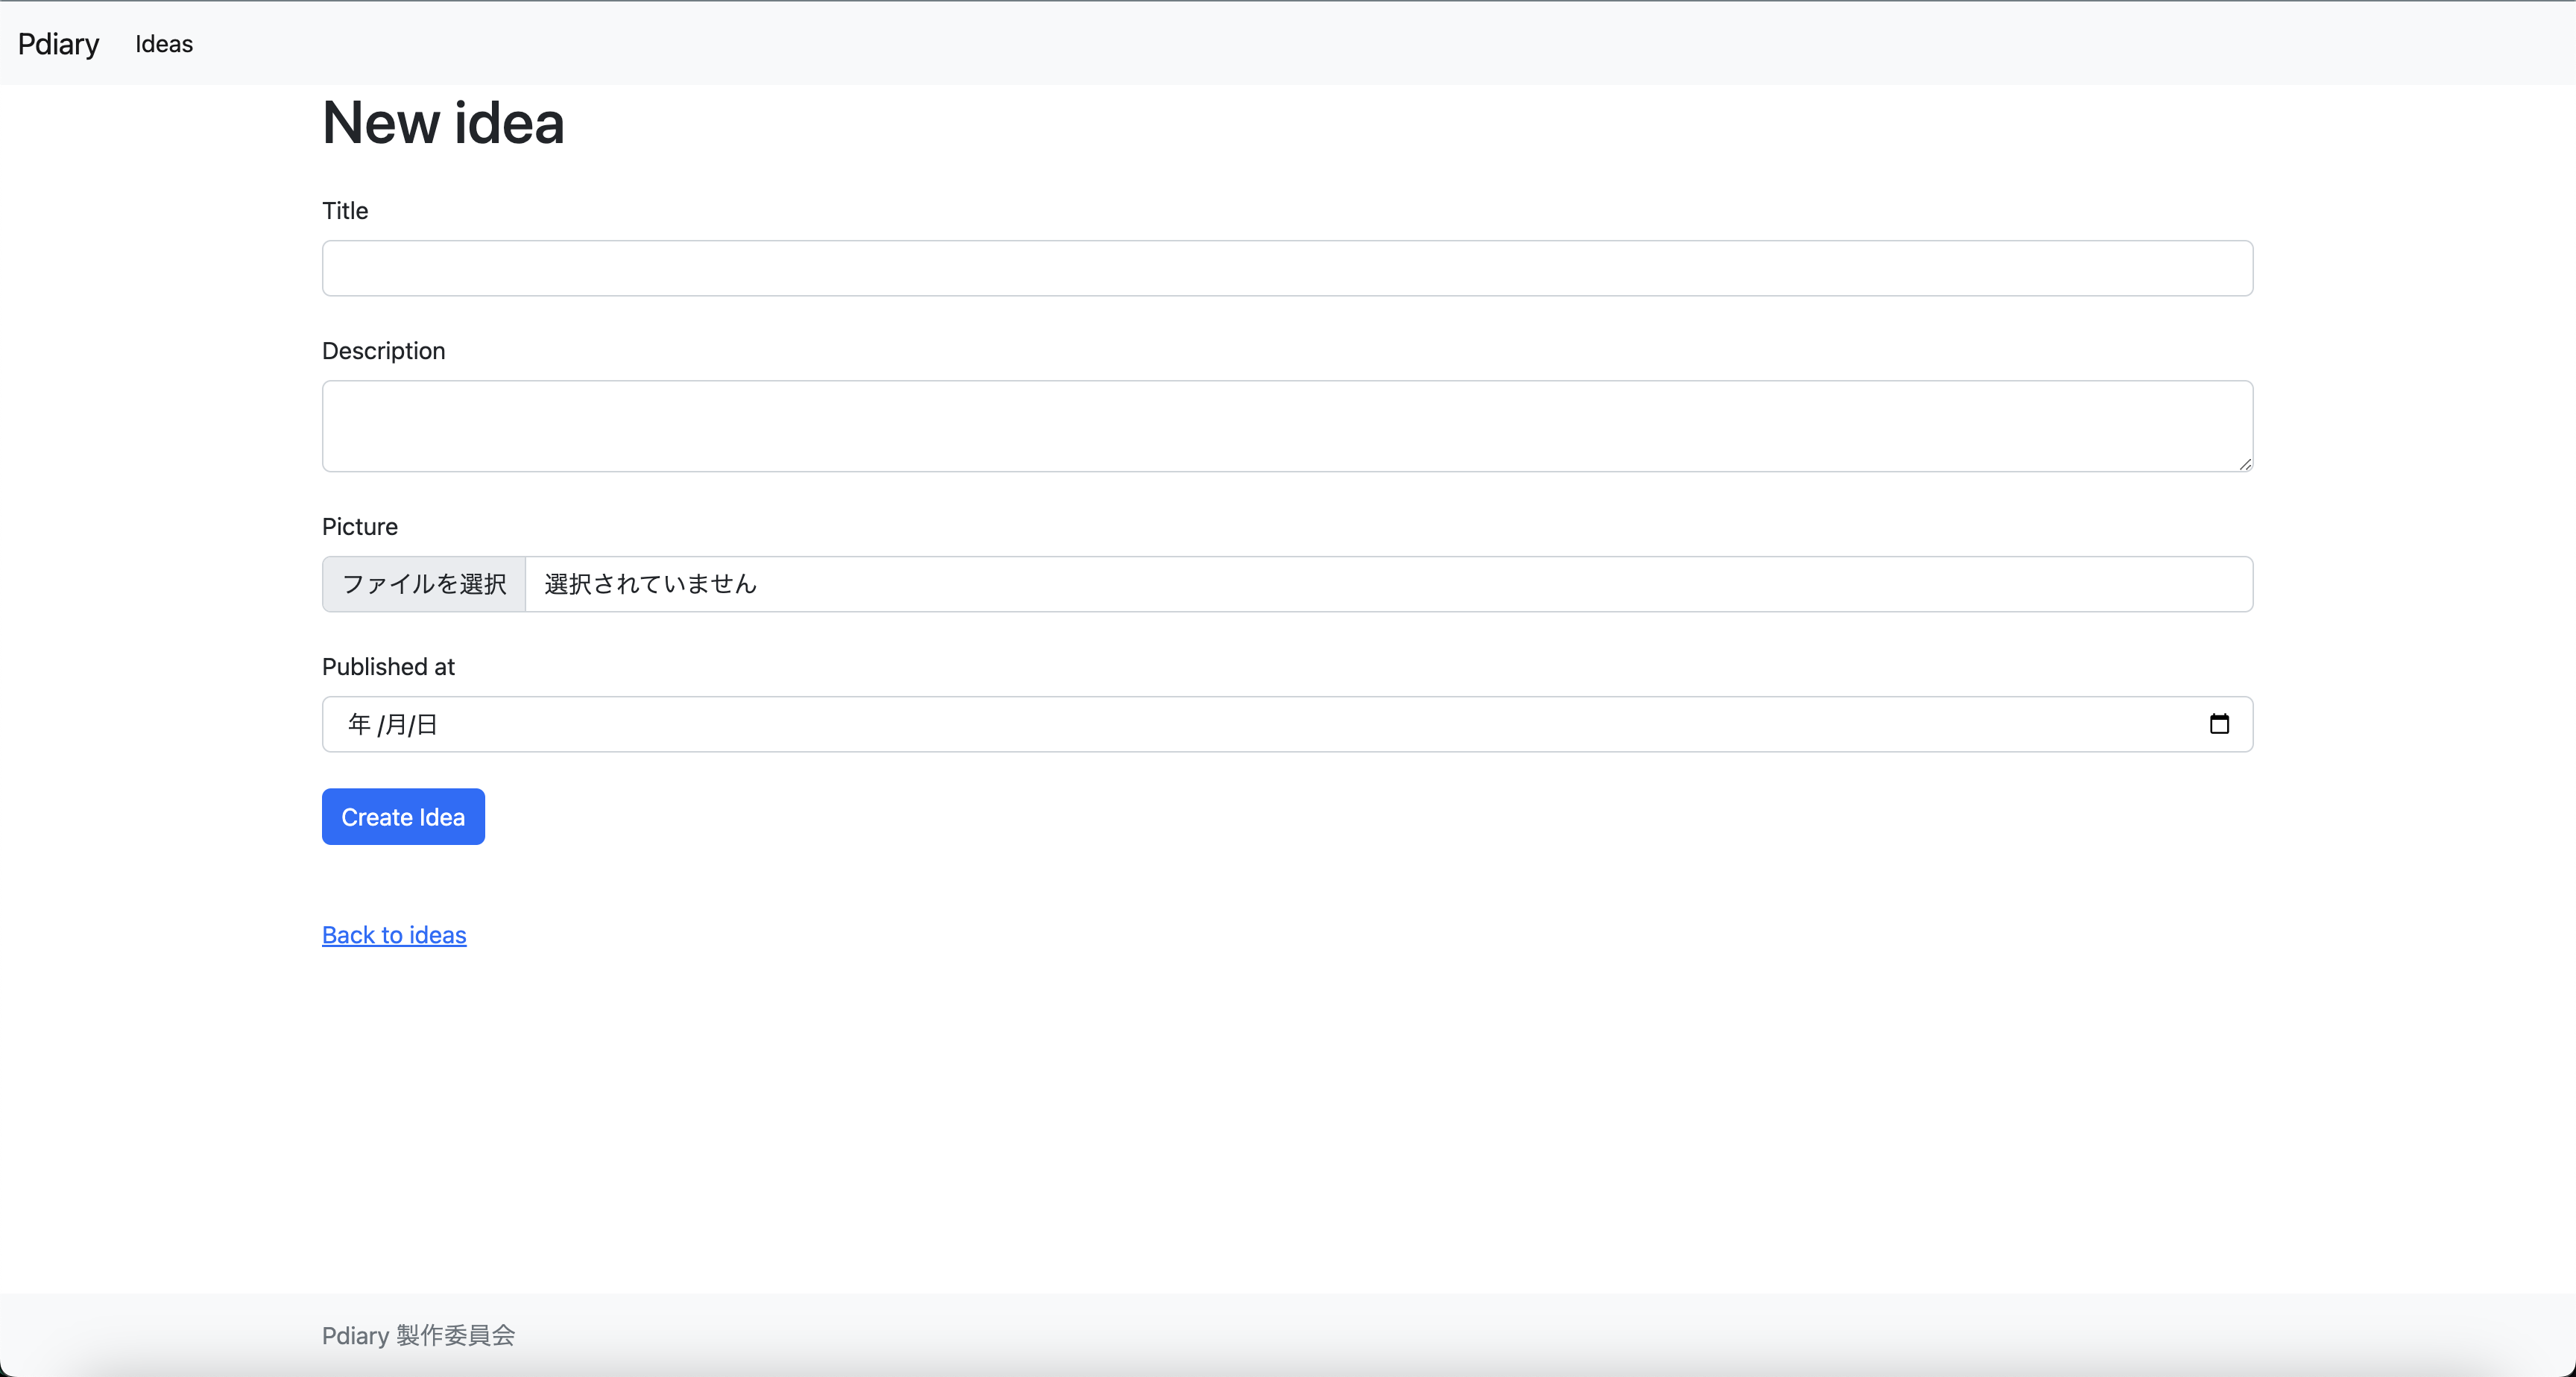 Pdiary Ideas
New idea
Title
Description
Picture
ファイルを選択 選択されていません
Published at
年 /月/日
Create Idea
Back to ideas
Pdiary 製作委員会